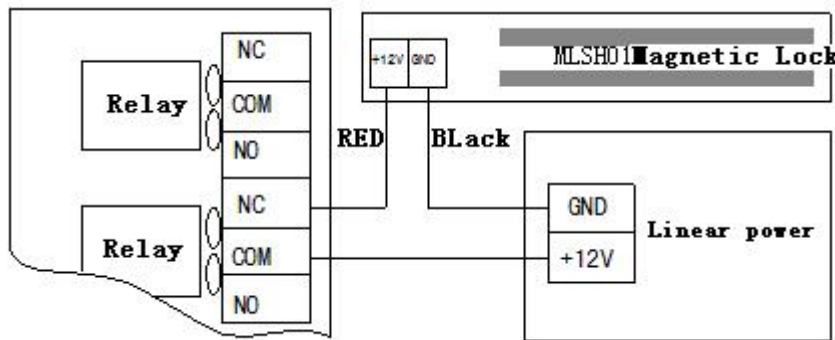 NC
Relay
COM
NO
NC
Relay
COM
NO
+12V GND
MLSH01Magnetic Lock
RED
BLack
GND
+12V
Linear power